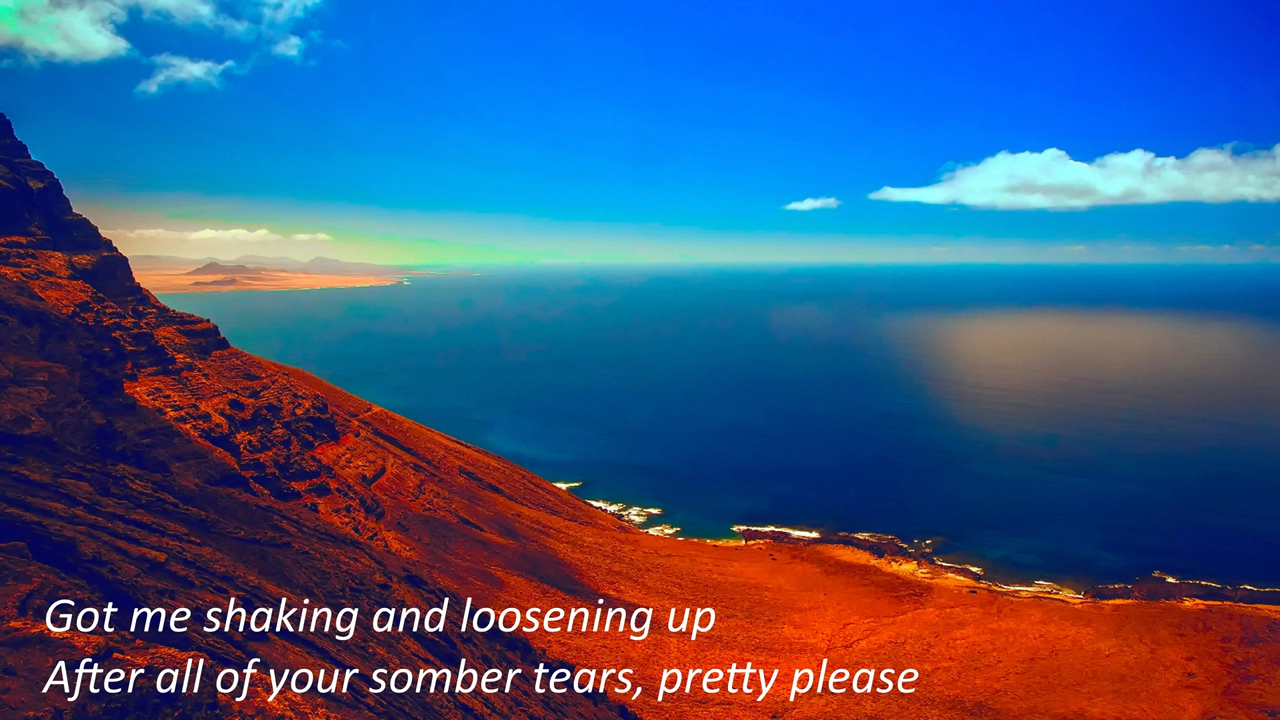 Got me shaking and loosening up
After all of your somber tears, pretty please